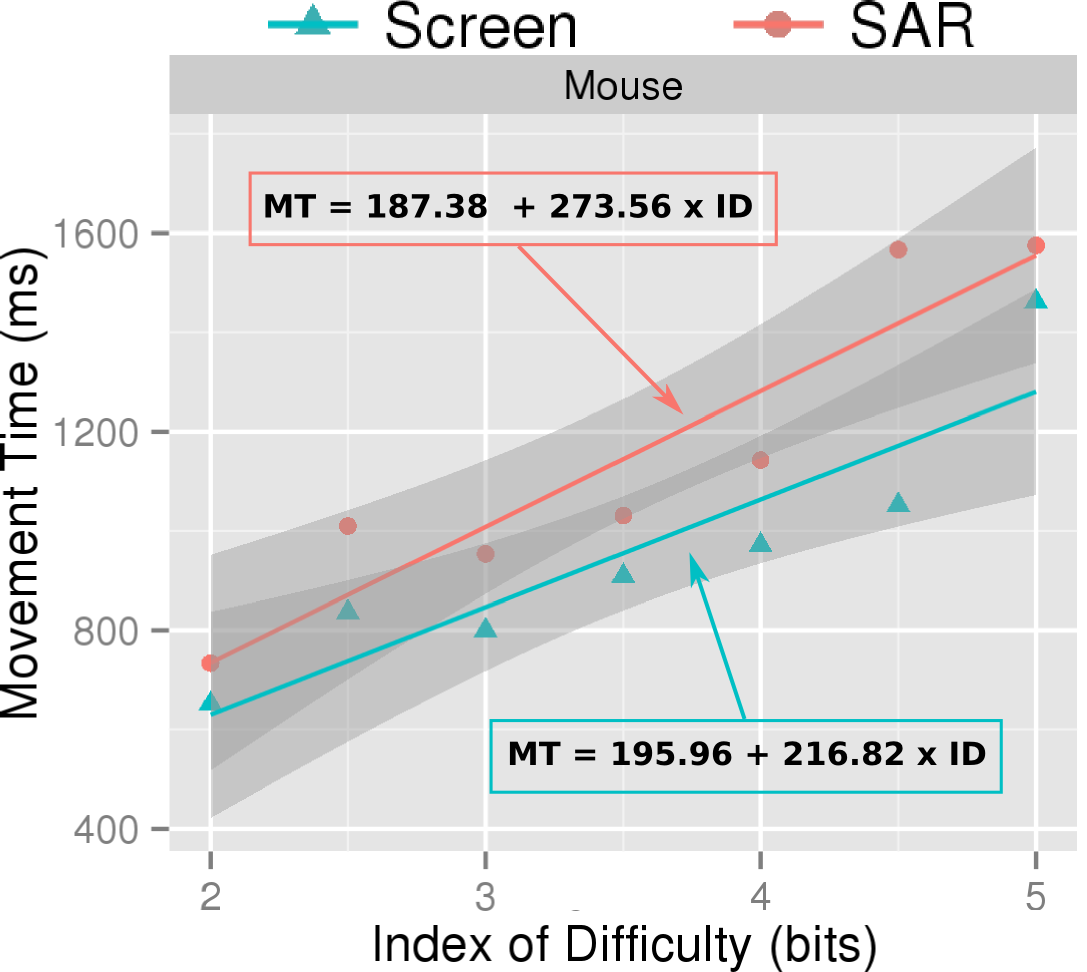 Screen SAR
Mouse
MT = 187.38 + 273.56 x ID
1600
1200
800
400
Movement Time (ms)
MT = 195.96 + 216.82 x ID
2 3 4 5
Index of Difficulty (bits)